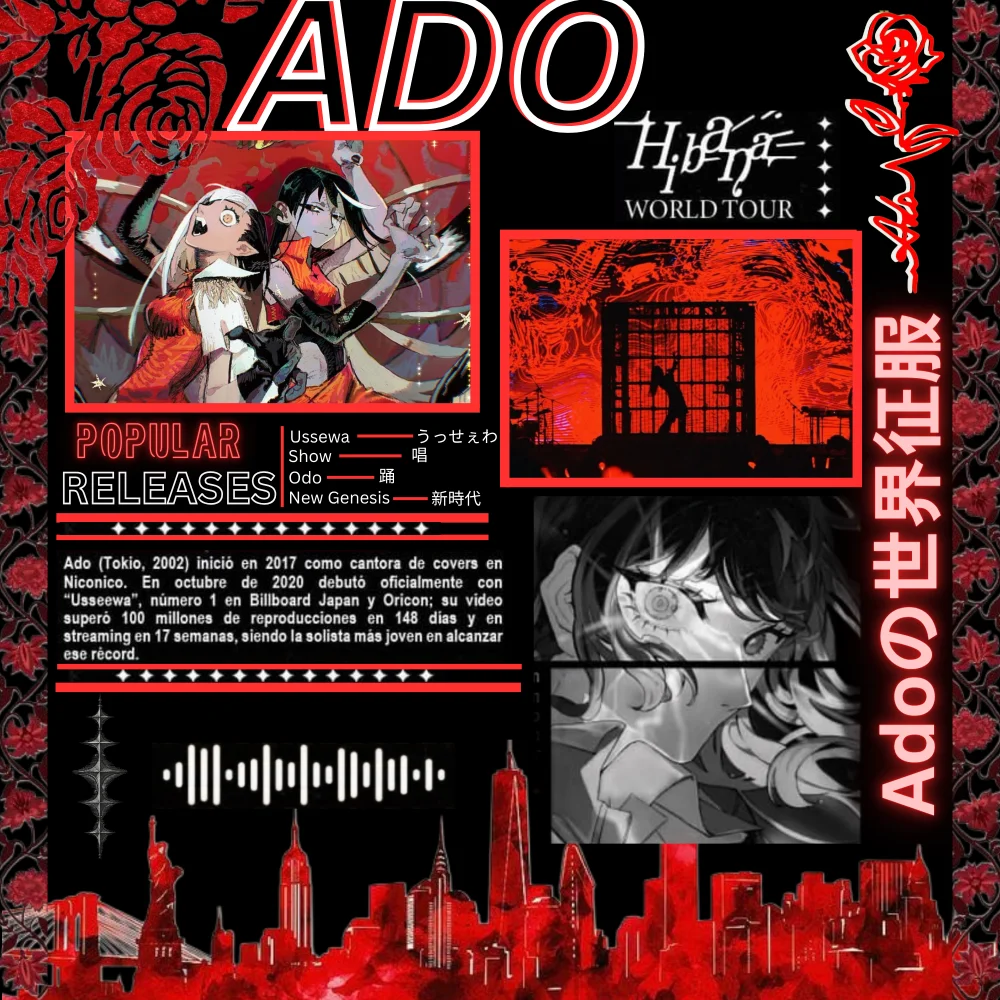 ADO
Hibana
WORLD TOUR
POPULAR
RELEASES
Ussewa うっせぇわ
Show 唱
Odo 踊
New Genesis 新時代
Ado (Tokio, 2002) inició en 2017 como cantora de covers en
Niconico. En octubre de 2020 debutó oficialmente con
“Usseewa”, número 1 en Billboard Japan y Oricon; su video
superó 100 millones de reproducciones en 148 días y en
streaming en 17 semanas, siendo la solista más joven en alcanzar
ese récord.
Adoの世界征服